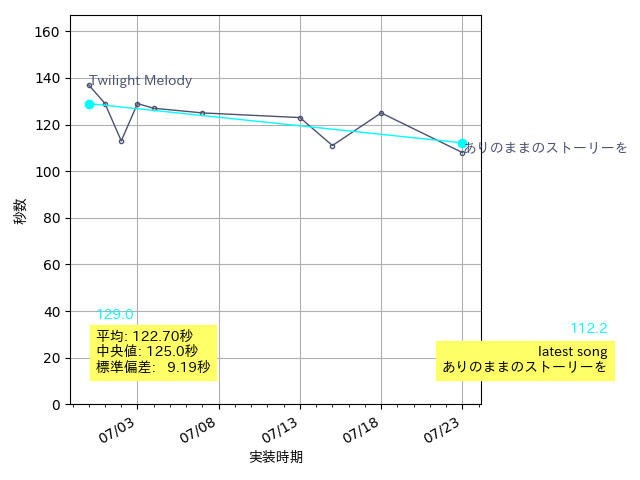 160
140
120
100
80
60
40
20
0
秒数
Twilight Melody
ありのままのストーリーを
129.0
平均: 122.70秒
中央値: 125.0秒
標準偏差:   9.19秒
112.2
latest song
ありのままのストーリーを
07/03
07/08
07/13
07/18
07/23
実装時期